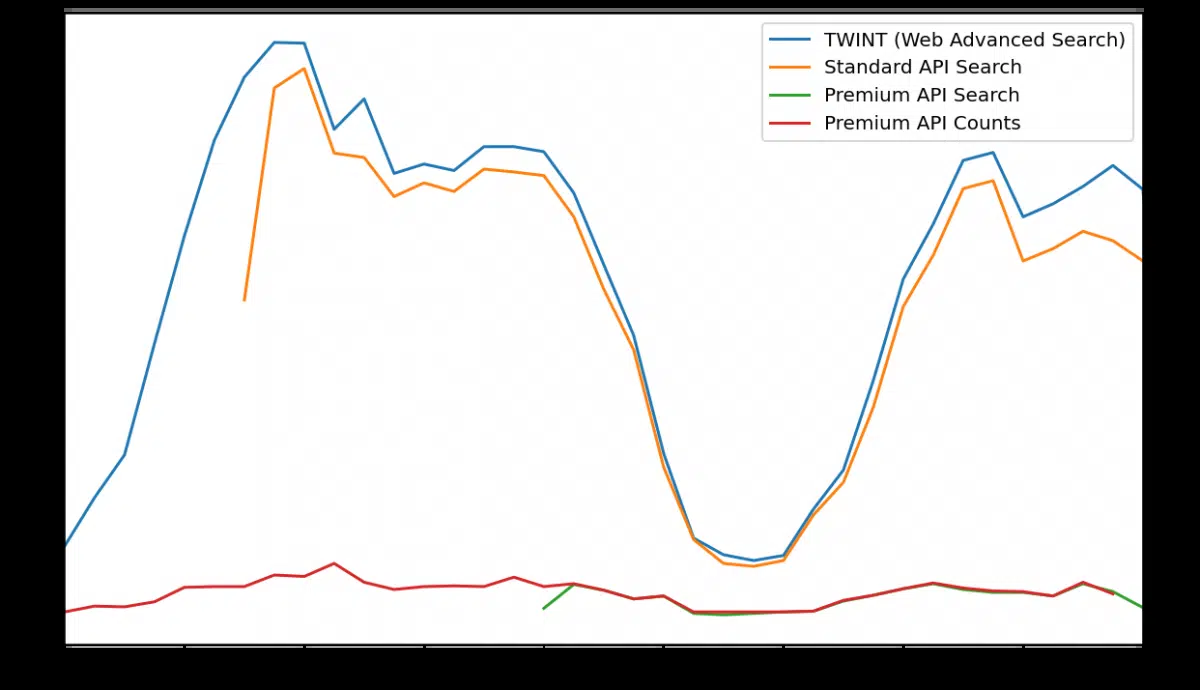 TWINT (Web Advanced Search)
Standard API Search
Premium API Search
Premium API Counts